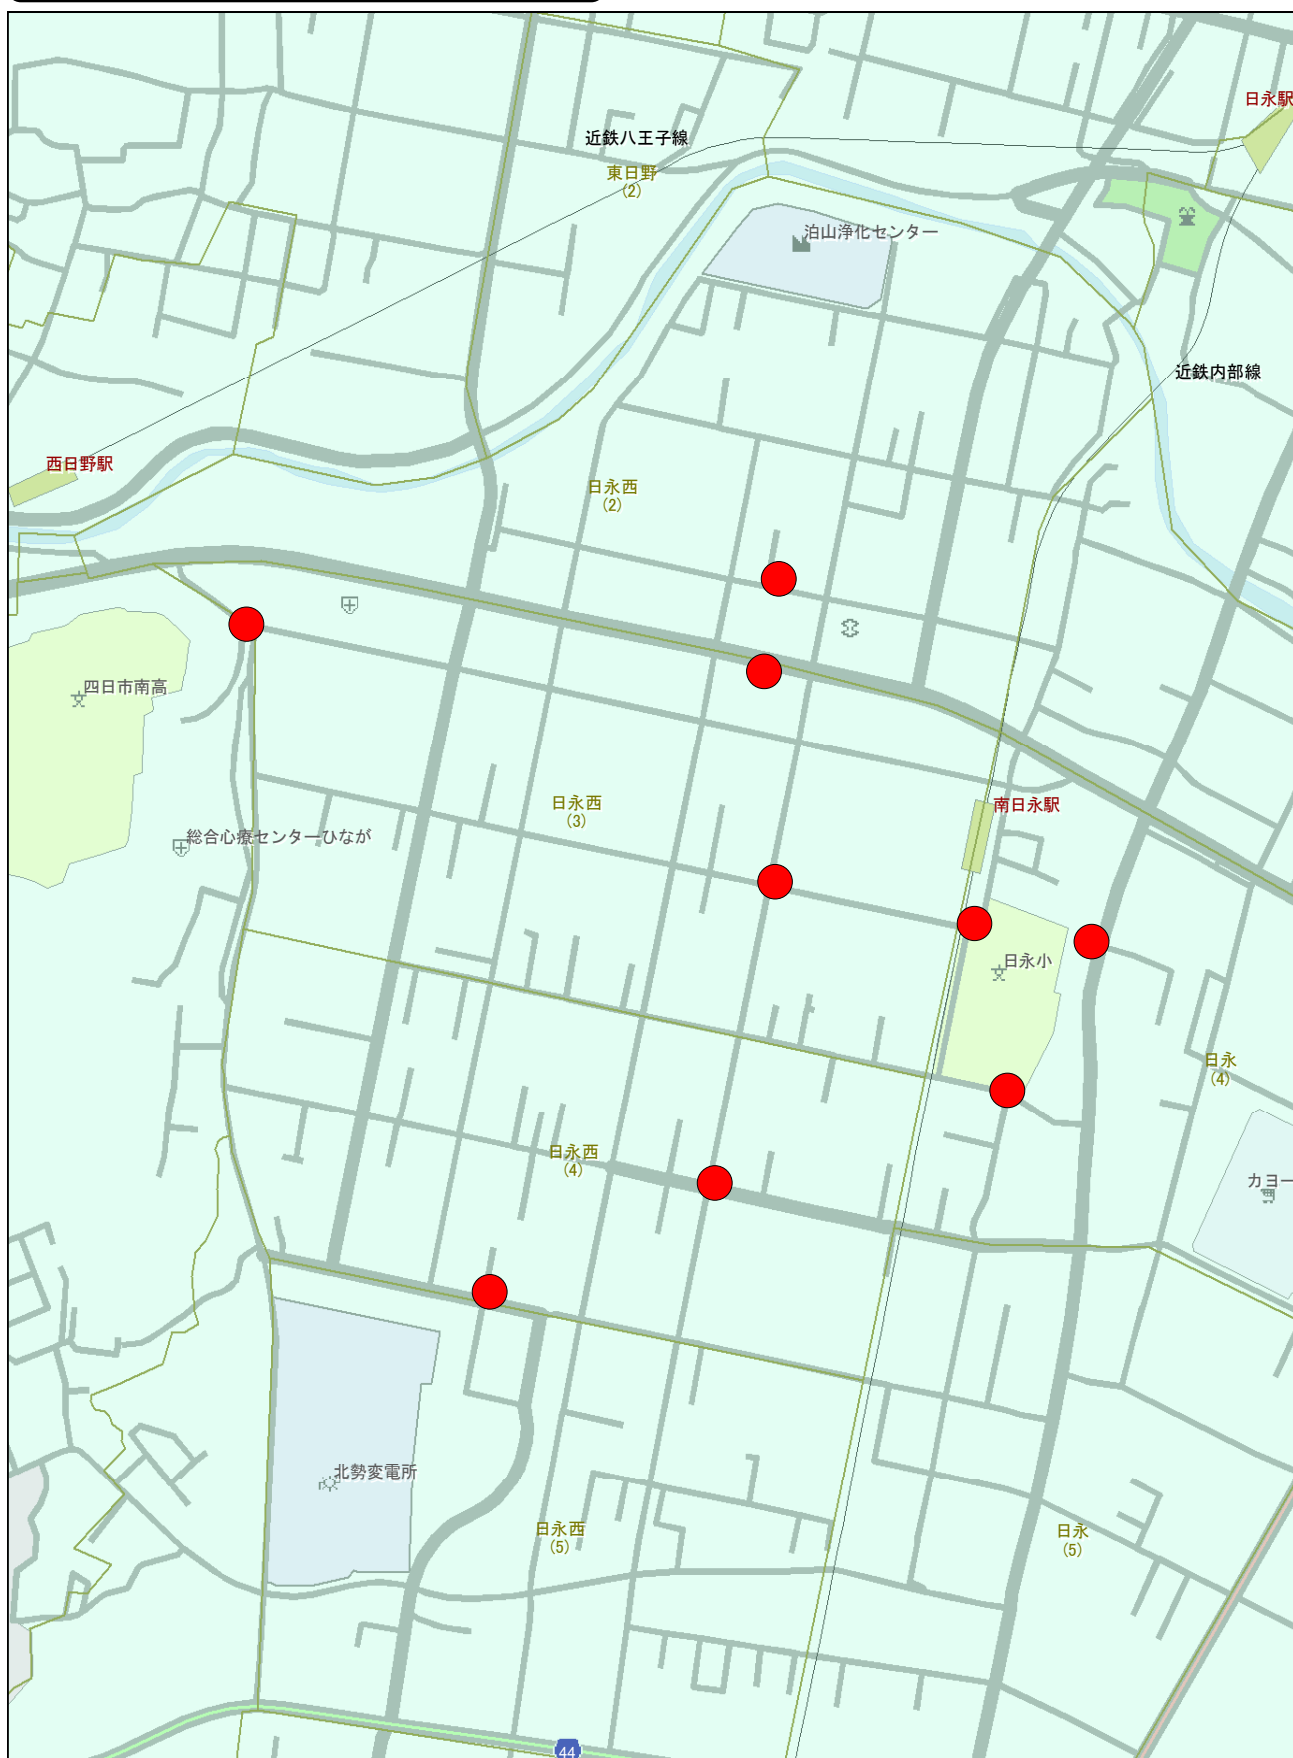 日永駅
近鉄八王子線
東日野
(2)
泊山浄化センター
近鉄内部線
西日野駅
日永西
(2)
四日市南高
日永西
(3)
南日永駅
総合心療センターひなが
日永小
日永
(4)
日永西
(4)
カヨー
北勢変電所
日永西
(5)
日永
(5)
44